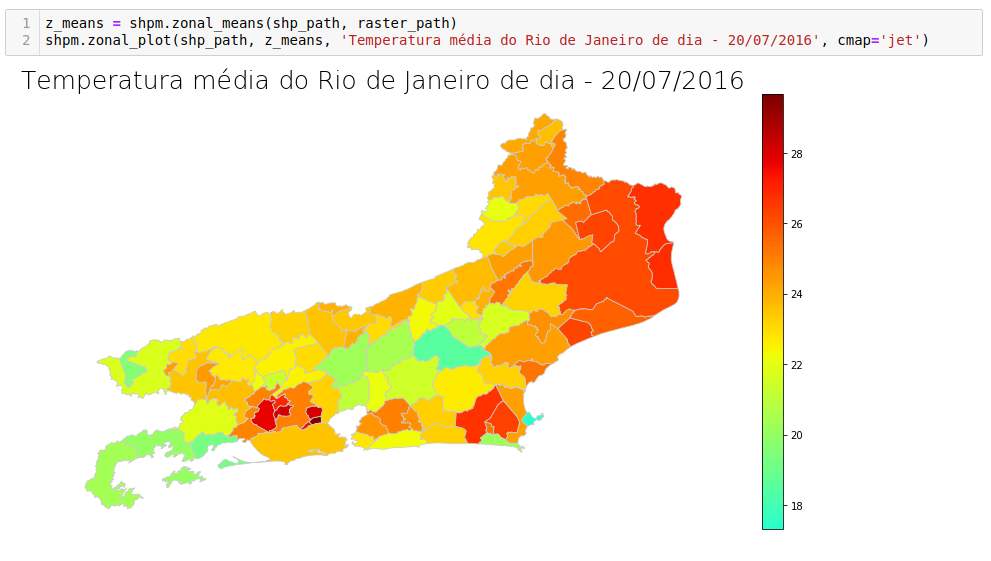 1 z_means = shpm.zonal_means(shp_path, raster_path)
2 shpm.zonal_plot(shp_path, z_means, 'Temperatura média do Rio de Janeiro de dia - 20/07/2016', cmap='jet')
Temperatura média do Rio de Janeiro de dia - 20/07/2016
28
26
24
22
20
18